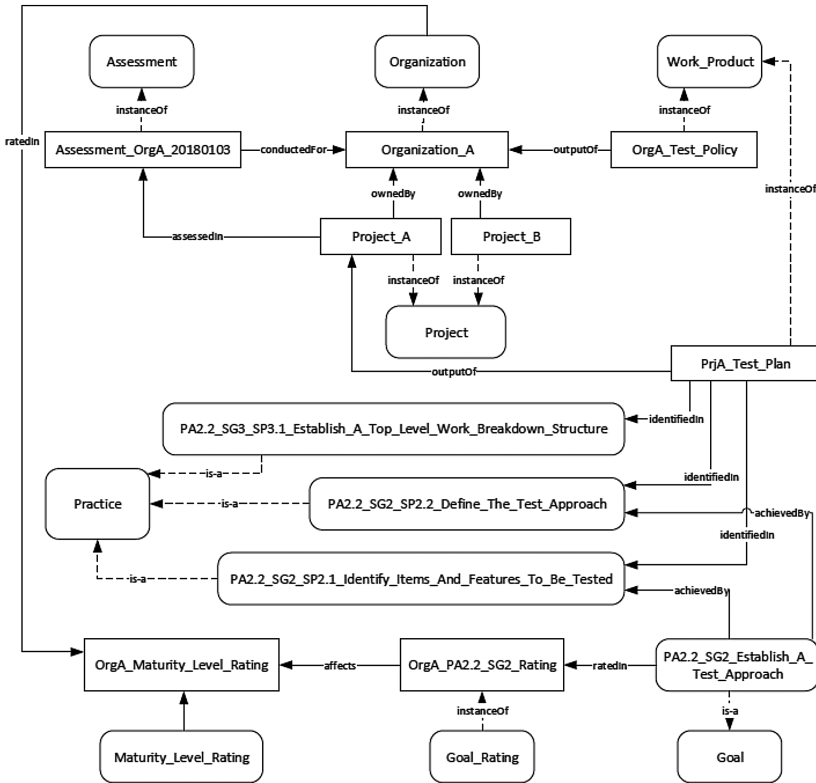 Assessment
Organization
Work_Product
instanceOf
instanceOf
instanceOf
ratedIn
Assessment_OrgA_20180103
conductedFor
Organization_A
outputOf
OrgA_Test_Policy
instanceOf
ownedBy
ownedBy
assessedIn
Project_A
Project_B
instanceOf
instanceOf
Project
PrjA_Test_Plan
outputOf
PA2.2_SG3_SP3.1_Establish_A_Top_Level_Work_Breakdown_Structure
identifiedIn
is-a
identifiedIn
Practice
is-a
PA2.2_SG2_SP2.2_Define_The_Test_Approach
achievedBy
identifiedIn
is-a
PA2.2_SG2_SP2.1_Identify_Items_And_Features_To_Be_Tested
achievedBy
OrgA_Maturity_Level_Rating
affects
OrgA_PA2.2_SG2_Rating
ratedIn
PA2.2_SG2_Establish_A_
Test_Approach
instanceOf
is-a
Maturity_Level_Rating
Goal_Rating
Goal